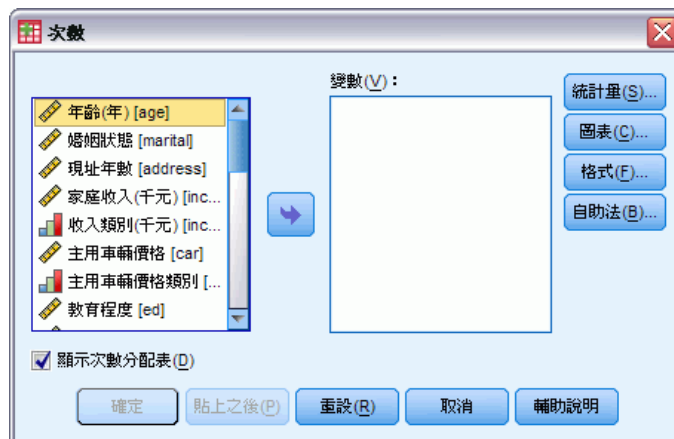 次數
變數(V)：
年齡(年) [age]
婚姻狀態 [marital]
現址年數 [address]
家庭收入(千元) [inc...
收入類別(千元) [inc...
主用車輛價格 [car]
主用車輛價格類別 [...
教育程度 [ed]
統計量(S)...
圖表(C)...
格式(F)...
自助法(B)...
顯示次數分配表(D)
確定
貼上之後(P)
重設(R)
取消
輔助說明